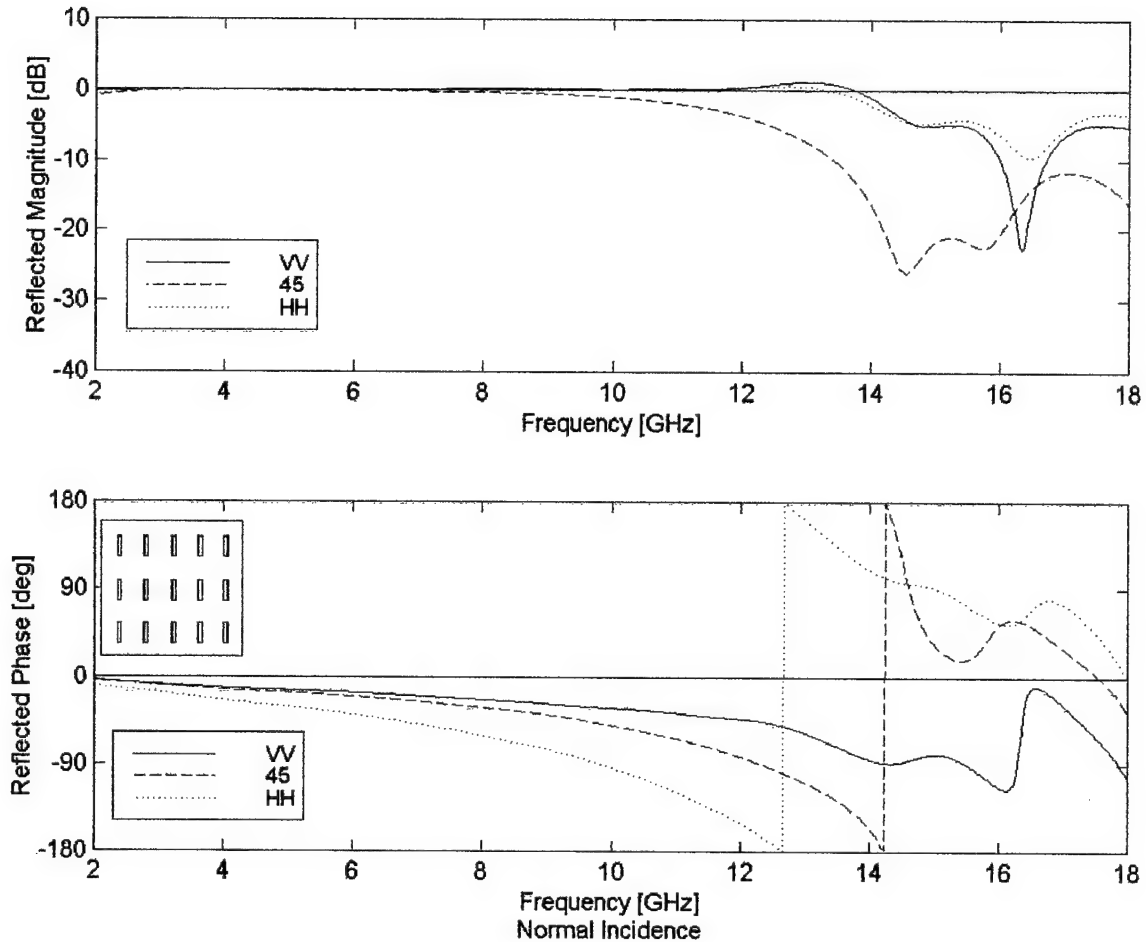 10
0
-10
-20
-30
-40
Reflected Magnitude [dB]
VV
45
HH
2 4 6 8 10 12 14 16 18
Frequency [GHz]
180
90
0
-90
-180
Reflected Phase [deg]
VV
45
HH
2 4 6 8 10 12 14 16 18
Frequency [GHz]
Normal Incidence